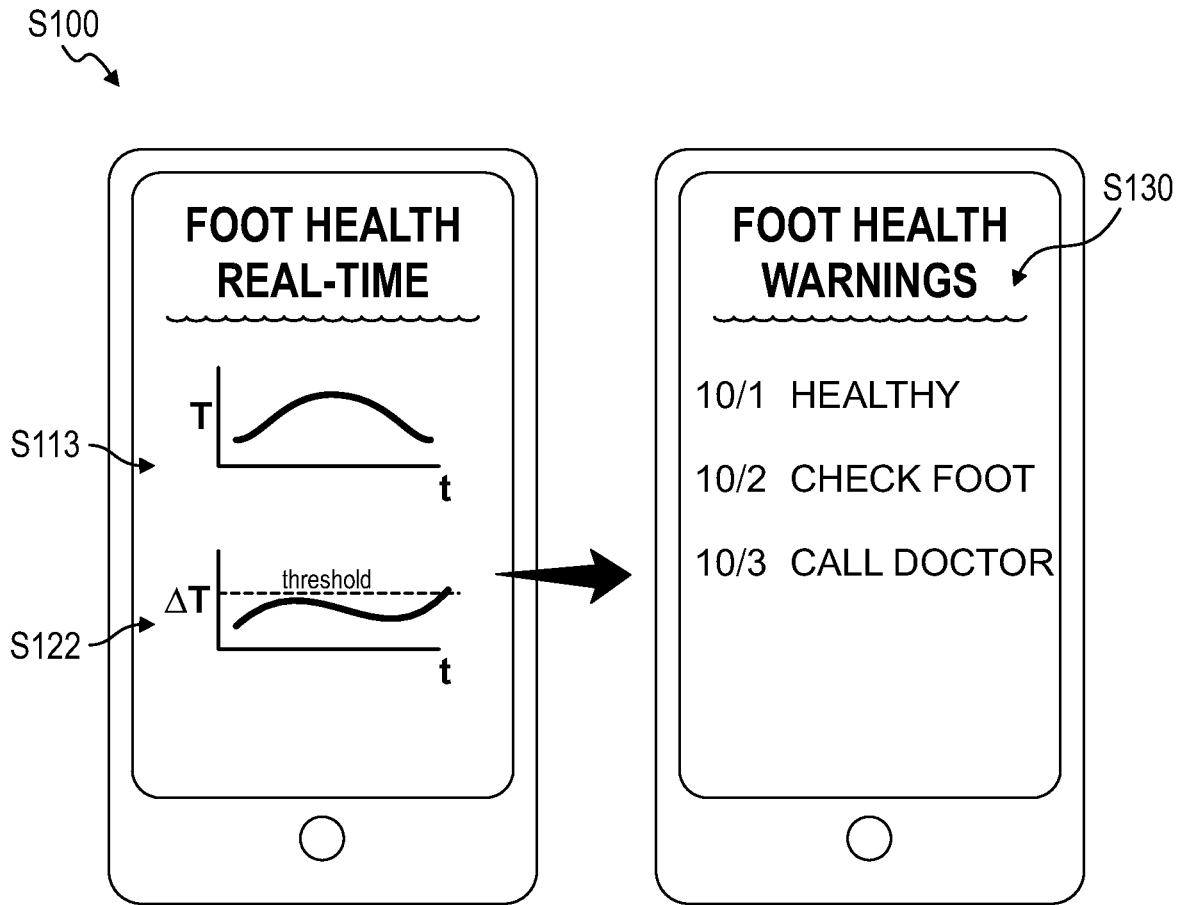 S100
FOOT HEALTH
REAL-TIME
T
t
S113
threshold
ΔT
t
S122
FOOT HEALTH
WARNINGS
S130
10/1 HEALTHY
10/2 CHECK FOOT
10/3 CALL DOCTOR